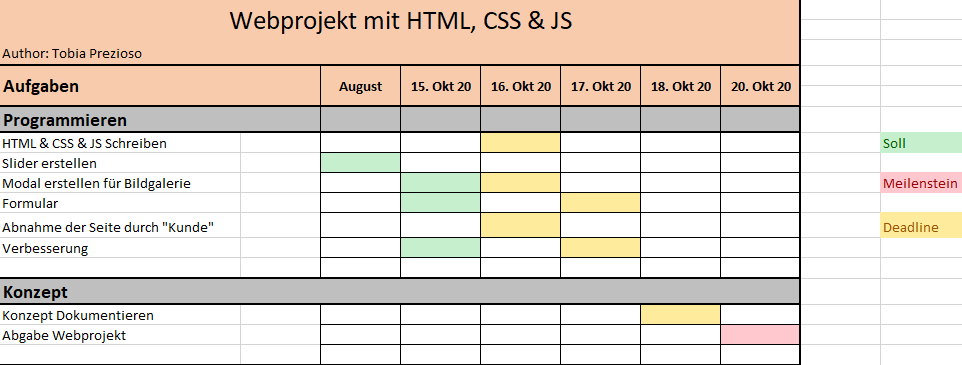 Webprojekt mit HTML, CSS & JS
Author: Tobia Prezioso
Aufgaben August 15. Okt 20 16. Okt 20 17. Okt 20 18. Okt 20 20. Okt 20
Programmieren
HTML & CSS & JS Schreiben Soll
Slider erstellen
Modal erstellen für Bildgalerie Meilenstein
Formular
Abnahme der Seite durch "Kunde" Deadline
Verbesserung
Konzept
Konzept Dokumentieren
Abgabe Webprojekt